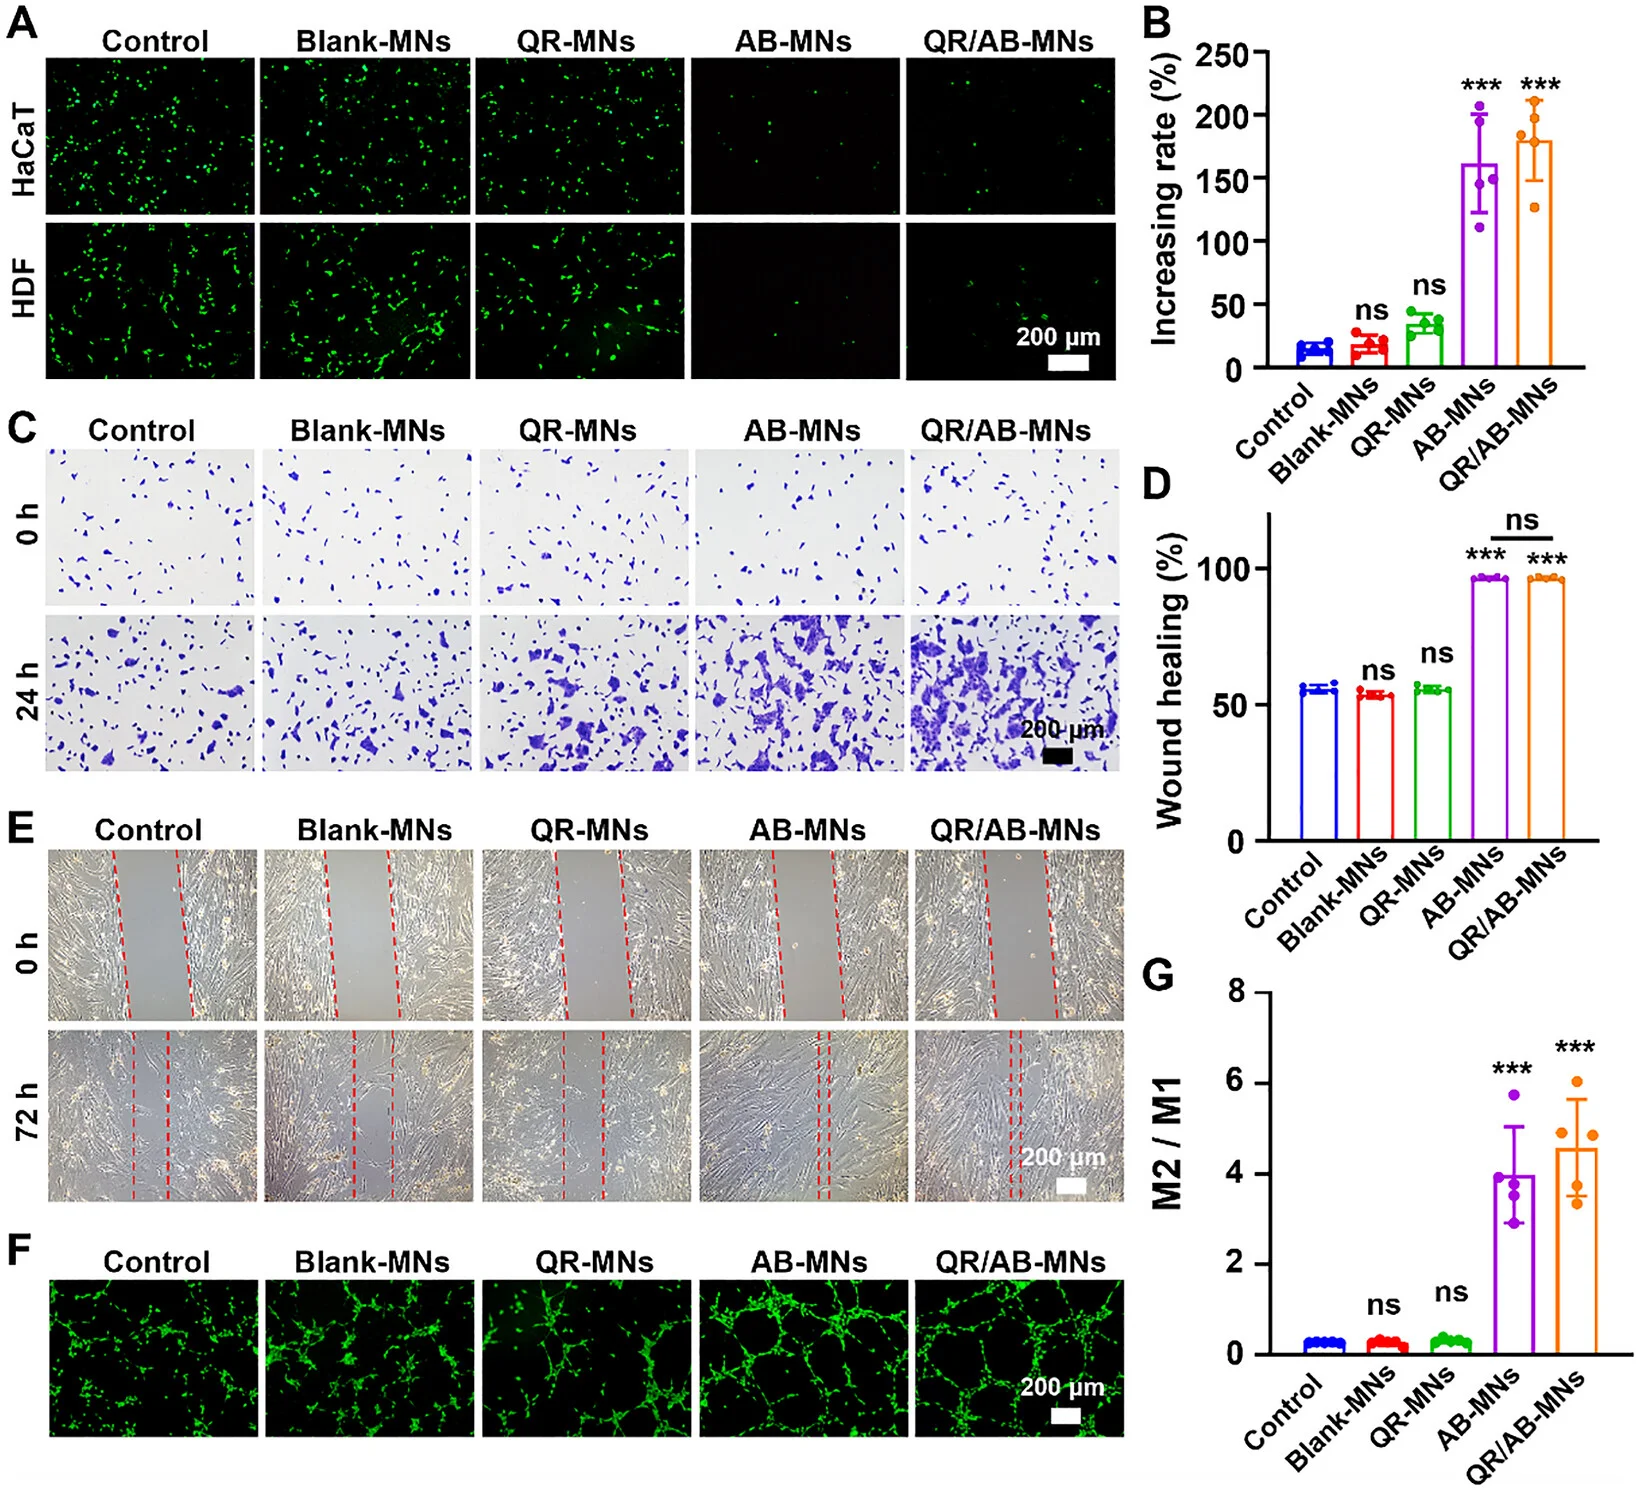 A
Control Blank-MNs QR-MNs AB-MNs QR/AB-MNs
HaCaT
HDF
200 μm
B
Increasing rate (%)
250
200
150
100
50
0
ns
ns
***
***
Control
Blank-MNs
QR-MNs
AB-MNs
QR/AB-MNs
C
Control Blank-MNs QR-MNs AB-MNs QR/AB-MNs
0 h
24 h
200 μm
D
Wound healing (%)
100
50
0
ns
ns
***
***
ns
Control
Blank-MNs
QR-MNs
AB-MNs
QR/AB-MNs
E
Control Blank-MNs QR-MNs AB-MNs QR/AB-MNs
0 h
72 h
200 μm
F
Control Blank-MNs QR-MNs AB-MNs QR/AB-MNs
200 μm
G
M2 / M1
8
6
4
2
0
ns
ns
***
***
Control
Blank-MNs
QR-MNs
AB-MNs
QR/AB-MNs